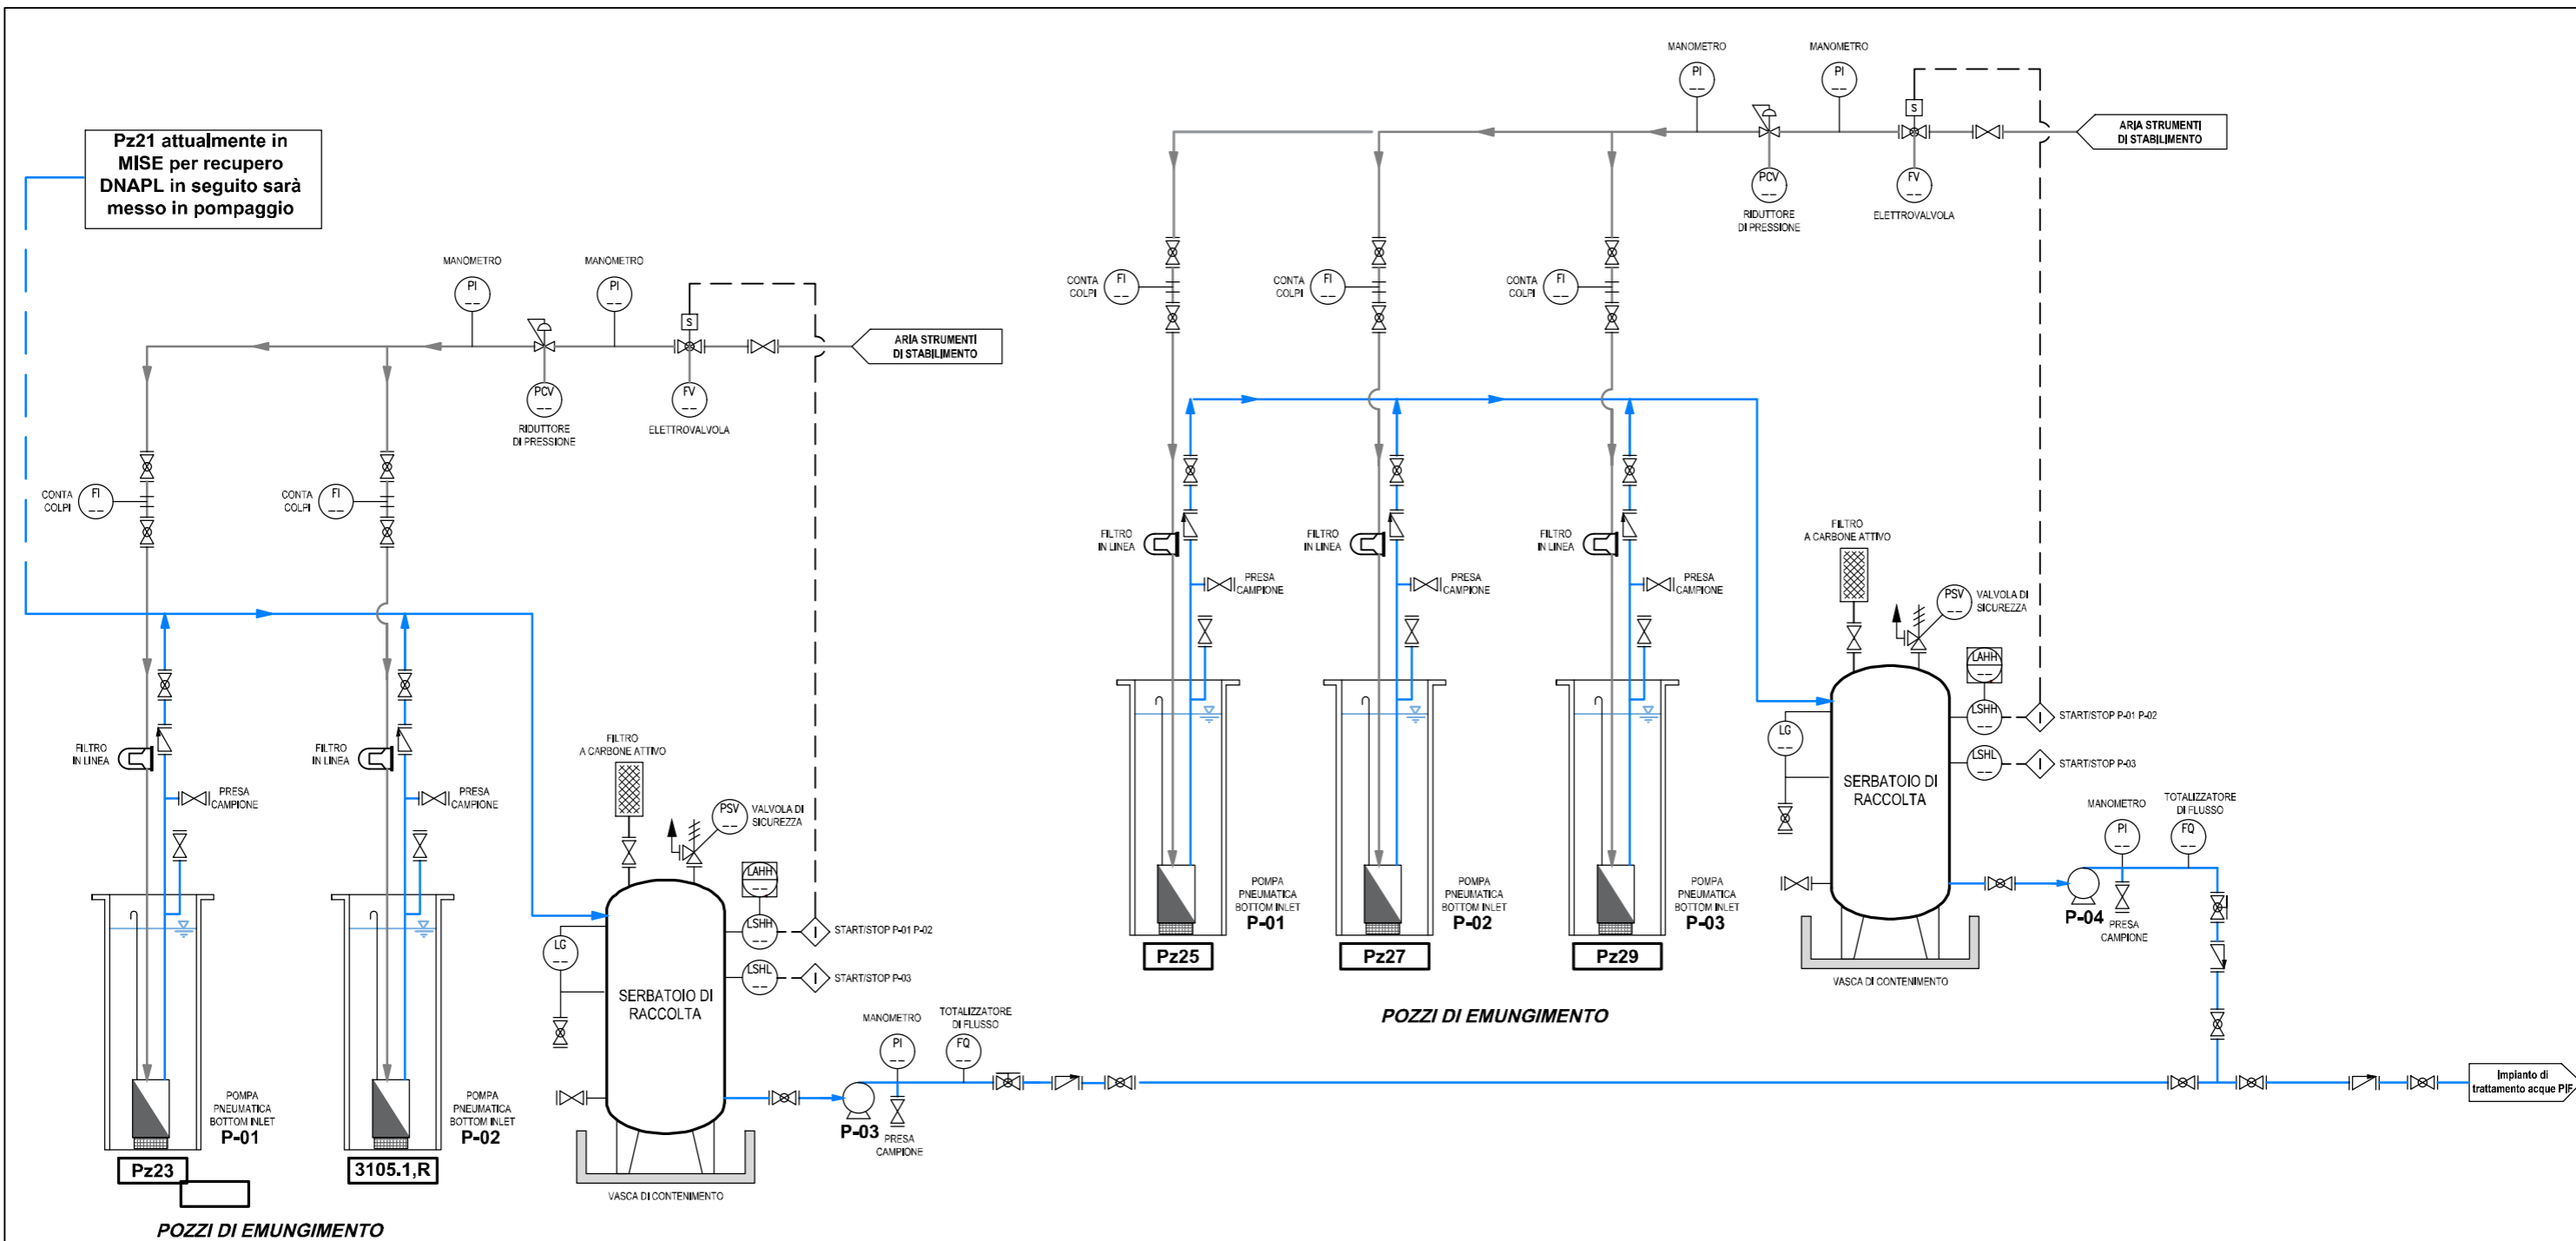 Pz21 attualmente in
MISE per recupero
DNAPL in seguito sarà
messo in pompaggio
MANOMETRO
PI
--
MANOMETRO
PI
--
S
ARIA STRUMENTI
DI STABILIMENTO
PCV
--
RIDUTTORE
DI PRESSIONE
FV
--
ELETTROVALVOLA
CONTA
COLPI
FI
--
CONTA
COLPI
FI
--
FILTRO
IN LINEA
FILTRO
IN LINEA
PRESA
CAMPIONE
PRESA
CAMPIONE
POMPA
PNEUMATICA
BOTTOM INLET
P-01
POMPA
PNEUMATICA
BOTTOM INLET
P-02
Pz23
3105.1,R
POZZI DI EMUNGIMENTO
FILTRO
A CARBONE ATTIVO
PSV
--
VALVOLA DI
SICUREZZA
LAHH
--
LSHH
--
START/STOP P-01 P-02
LG
--
LSHL
--
START/STOP P-03
SERBATOIO DI
RACCOLTA
VASCA DI CONTENIMENTO
MANOMETRO
PI
--
TOTALIZZATORE
DI FLUSSO
FQ
--
P-03
PRESA
CAMPIONE
MANOMETRO
PI
--
MANOMETRO
PI
--
S
ARIA STRUMENTI
DI STABILIMENTO
PCV
--
RIDUTTORE
DI PRESSIONE
FV
--
ELETTROVALVOLA
CONTA
COLPI
FI
--
CONTA
COLPI
FI
--
CONTA
COLPI
FI
--
FILTRO
IN LINEA
FILTRO
IN LINEA
FILTRO
IN LINEA
PRESA
CAMPIONE
PRESA
CAMPIONE
PRESA
CAMPIONE
POMPA
PNEUMATICA
BOTTOM INLET
P-01
POMPA
PNEUMATICA
BOTTOM INLET
P-02
POMPA
PNEUMATICA
BOTTOM INLET
P-03
Pz25
Pz27
Pz29
POZZI DI EMUNGIMENTO
FILTRO
A CARBONE ATTIVO
PSV
--
VALVOLA DI
SICUREZZA
LAHH
--
LSHH
--
START/STOP P-01 P-02
LG
--
LSHL
--
START/STOP P-03
SERBATOIO DI
RACCOLTA
VASCA DI CONTENIMENTO
MANOMETRO
PI
--
TOTALIZZATORE
DI FLUSSO
FQ
--
P-04
PRESA
CAMPIONE
Impianto di
trattamento acque PIF